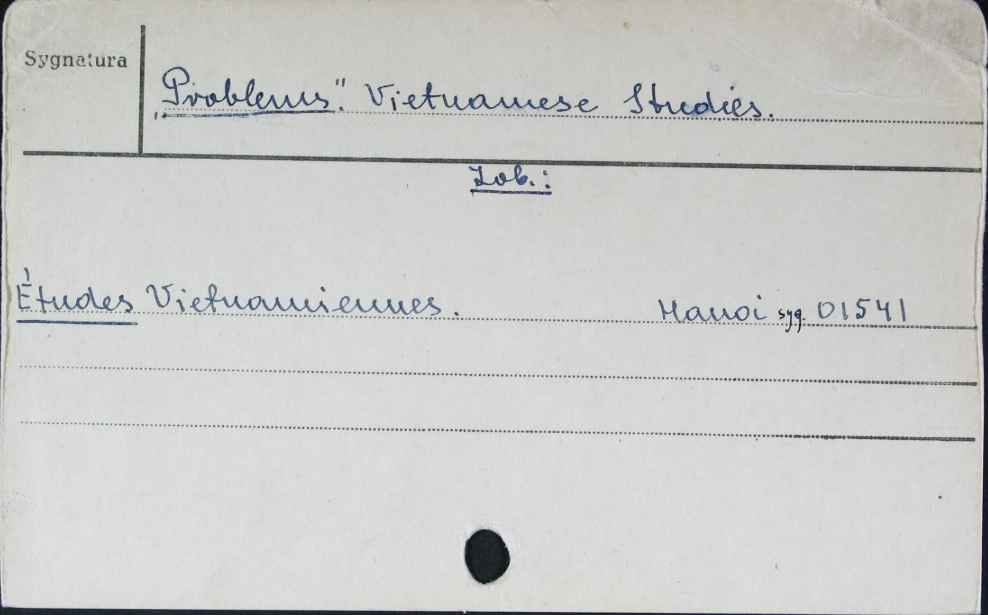 Sygnatura
„Problems". Vietnamese Studies.
Zob.:
Études Vietnamiennes. Hanoi syg. 01541